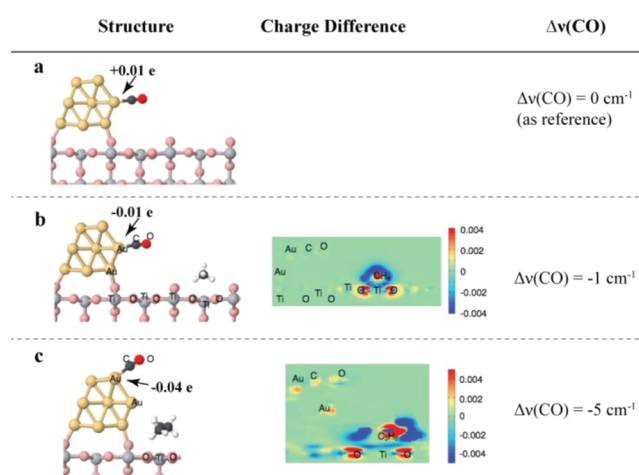 Structure Charge Difference Δν(CO)
a
+0.01 e
Δν(CO) = 0 cm⁻¹
(as reference)
b
-0.01 e
C O
Au
Au
Ti O Ti O Ti O Ti O
Au C O
Au
CH₄
Ti O Ti O
Ti O Ti O
0.004
0.002
0
-0.002
-0.004
Δν(CO) = -1 cm⁻¹
c
C O
Au
-0.04 e
Au
O Ti O
Au C O
Au
O Ti O
0.004
0.002
0
-0.002
-0.004
Δν(CO) = -5 cm⁻¹